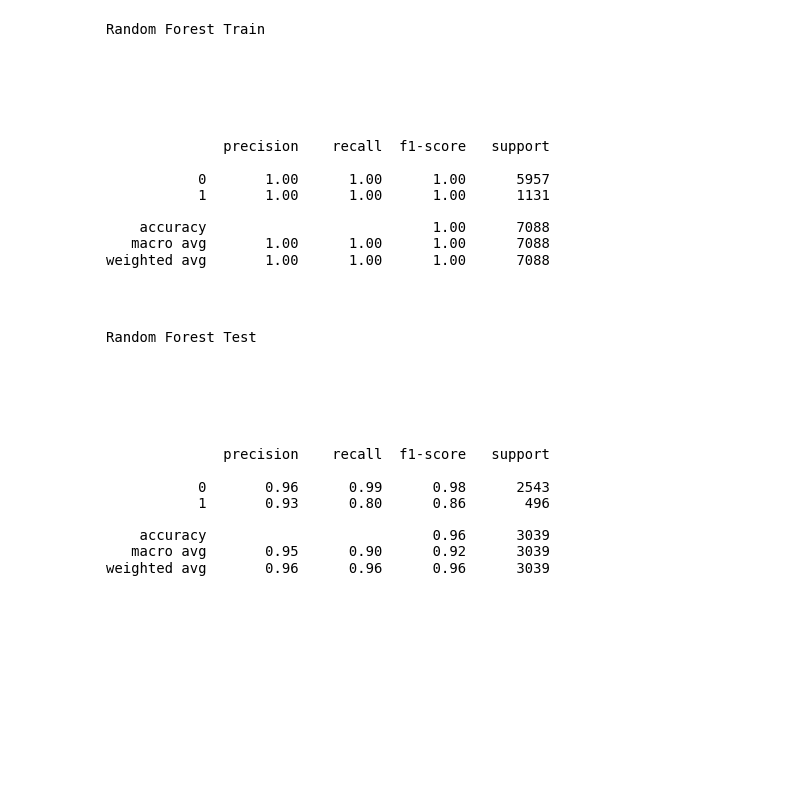 Random Forest Train
precision recall f1-score support
0 1.00 1.00 1.00 5957
1 1.00 1.00 1.00 1131
accuracy 1.00 7088
macro avg 1.00 1.00 1.00 7088
weighted avg 1.00 1.00 1.00 7088
Random Forest Test
precision recall f1-score support
0 0.96 0.99 0.98 2543
1 0.93 0.80 0.86 496
accuracy 0.96 3039
macro avg 0.95 0.90 0.92 3039
weighted avg 0.96 0.96 0.96 3039